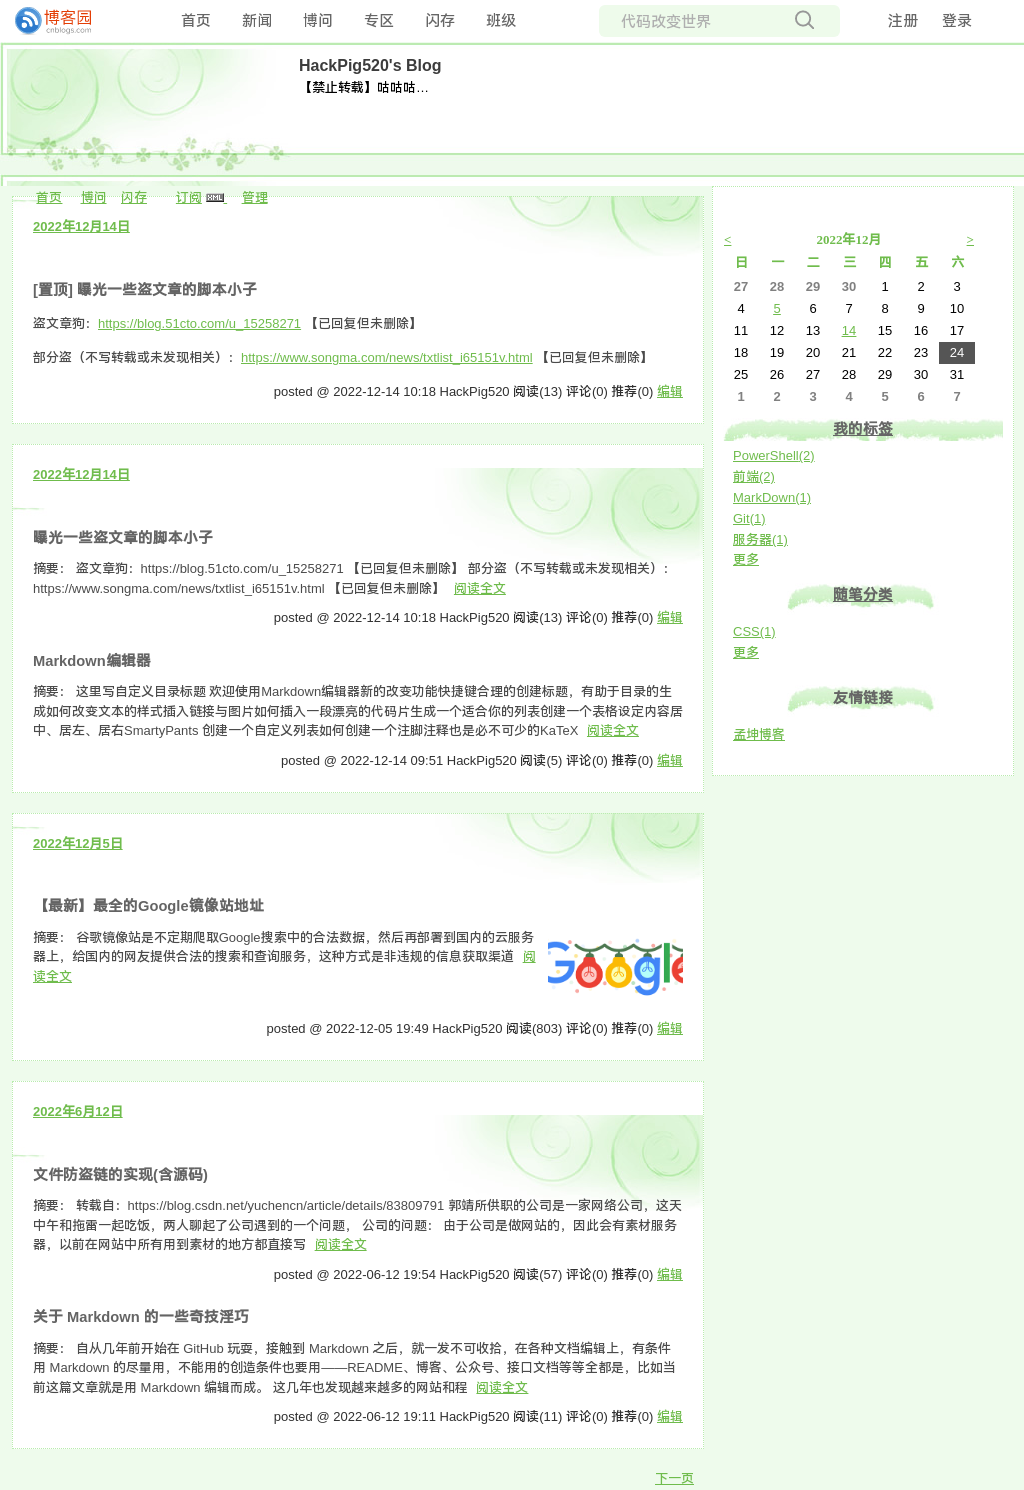 博客园
cnblogs.com
首页 新闻 博问 专区 闪存 班级 代码改变世界 注册 登录
HackPig520's Blog
【禁止转载】咕咕咕…
首页 博问 闪存 订阅 XML 管理
2022年12月14日
[置顶] 曝光一些盗文章的脚本小子
盗文章狗：https://blog.51cto.com/u_15258271 【已回复但未删除】
部分盗（不写转载或未发现相关）：https://www.songma.com/news/txtlist_i65151v.html 【已回复但未删除】
posted @ 2022-12-14 10:18 HackPig520 阅读(13) 评论(0) 推荐(0) 编辑
2022年12月14日
曝光一些盗文章的脚本小子
摘要： 盗文章狗：https://blog.51cto.com/u_15258271 【已回复但未删除】 部分盗（不写转载或未发现相关）：
https://www.songma.com/news/txtlist_i65151v.html 【已回复但未删除】 阅读全文
posted @ 2022-12-14 10:18 HackPig520 阅读(13) 评论(0) 推荐(0) 编辑
Markdown编辑器
摘要： 这里写自定义目录标题 欢迎使用Markdown编辑器新的改变功能快捷键合理的创建标题，有助于目录的生
成如何改变文本的样式插入链接与图片如何插入一段漂亮的代码片生成一个适合你的列表创建一个表格设定内容居
中、居左、居右SmartyPants 创建一个自定义列表如何创建一个注脚注释也是必不可少的KaTeX 阅读全文
posted @ 2022-12-14 09:51 HackPig520 阅读(5) 评论(0) 推荐(0) 编辑
2022年12月5日
【最新】最全的Google镜像站地址
摘要： 谷歌镜像站是不定期爬取Google搜索中的合法数据，然后再部署到国内的云服务
器上，给国内的网友提供合法的搜索和查询服务，这种方式是非违规的信息获取渠道 阅
读全文
Google
posted @ 2022-12-05 19:49 HackPig520 阅读(803) 评论(0) 推荐(0) 编辑
2022年6月12日
文件防盗链的实现(含源码)
摘要： 转载自：https://blog.csdn.net/yuchencn/article/details/83809791 郭靖所供职的公司是一家网络公司，这天
中午和拖雷一起吃饭，两人聊起了公司遇到的一个问题， 公司的问题： 由于公司是做网站的，因此会有素材服务
器，以前在网站中所有用到素材的地方都直接写 阅读全文
posted @ 2022-06-12 19:54 HackPig520 阅读(57) 评论(0) 推荐(0) 编辑
关于 Markdown 的一些奇技淫巧
摘要： 自从几年前开始在 GitHub 玩耍，接触到 Markdown 之后，就一发不可收拾，在各种文档编辑上，有条件
用 Markdown 的尽量用，不能用的创造条件也要用——README、博客、公众号、接口文档等等全都是，比如当
前这篇文章就是用 Markdown 编辑而成。 这几年也发现越来越多的网站和程 阅读全文
posted @ 2022-06-12 19:11 HackPig520 阅读(11) 评论(0) 推荐(0) 编辑
下一页
< 2022年12月 >
日 一 二 三 四 五 六
27 28 29 30 1 2 3
4 5 6 7 8 9 10
11 12 13 14 15 16 17
18 19 20 21 22 23 24
25 26 27 28 29 30 31
1 2 3 4 5 6 7
我的标签
PowerShell(2)
前端(2)
MarkDown(1)
Git(1)
服务器(1)
更多
随笔分类
CSS(1)
更多
友情链接
孟坤博客